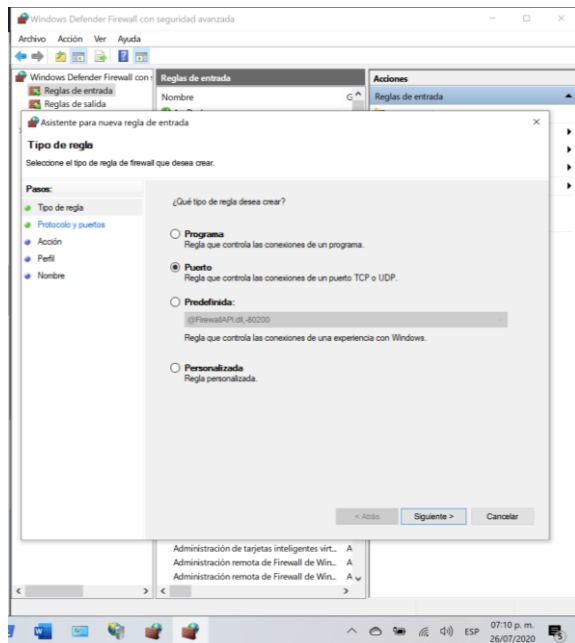 Windows Defender Firewall con seguridad avanzada
Archivo Acción Ver Ayuda
Windows Defender Firewall con
Reglas de entrada
Reglas de salida
Reglas de entrada
Nombre
Acciones
Reglas de entrada
Asistente para nueva regla de entrada
Tipo de regla
Seleccione el tipo de regla de firewall que desea crear.
Pasos:
Tipo de regla
Protocolo y puertos
Acción
Perfil
Nombre
¿Qué tipo de regla desea crear?
Programa
Regla que controla las conexiones de un programa.
Puerto
Regla que controla las conexiones de un puerto TCP o UDP.
Predefinida:
@FirewallAPI.dll,-80200
Regla que controla las conexiones de una experiencia con Windows.
Personalizada
Regla personalizada.
< Atrás Siguiente > Cancelar
Administración de tarjetas inteligentes virt... A
Administración remota de Firewall de Win... A
Administración remota de Firewall de Win... A
ESP
07:10 p. m.
26/07/2020
5